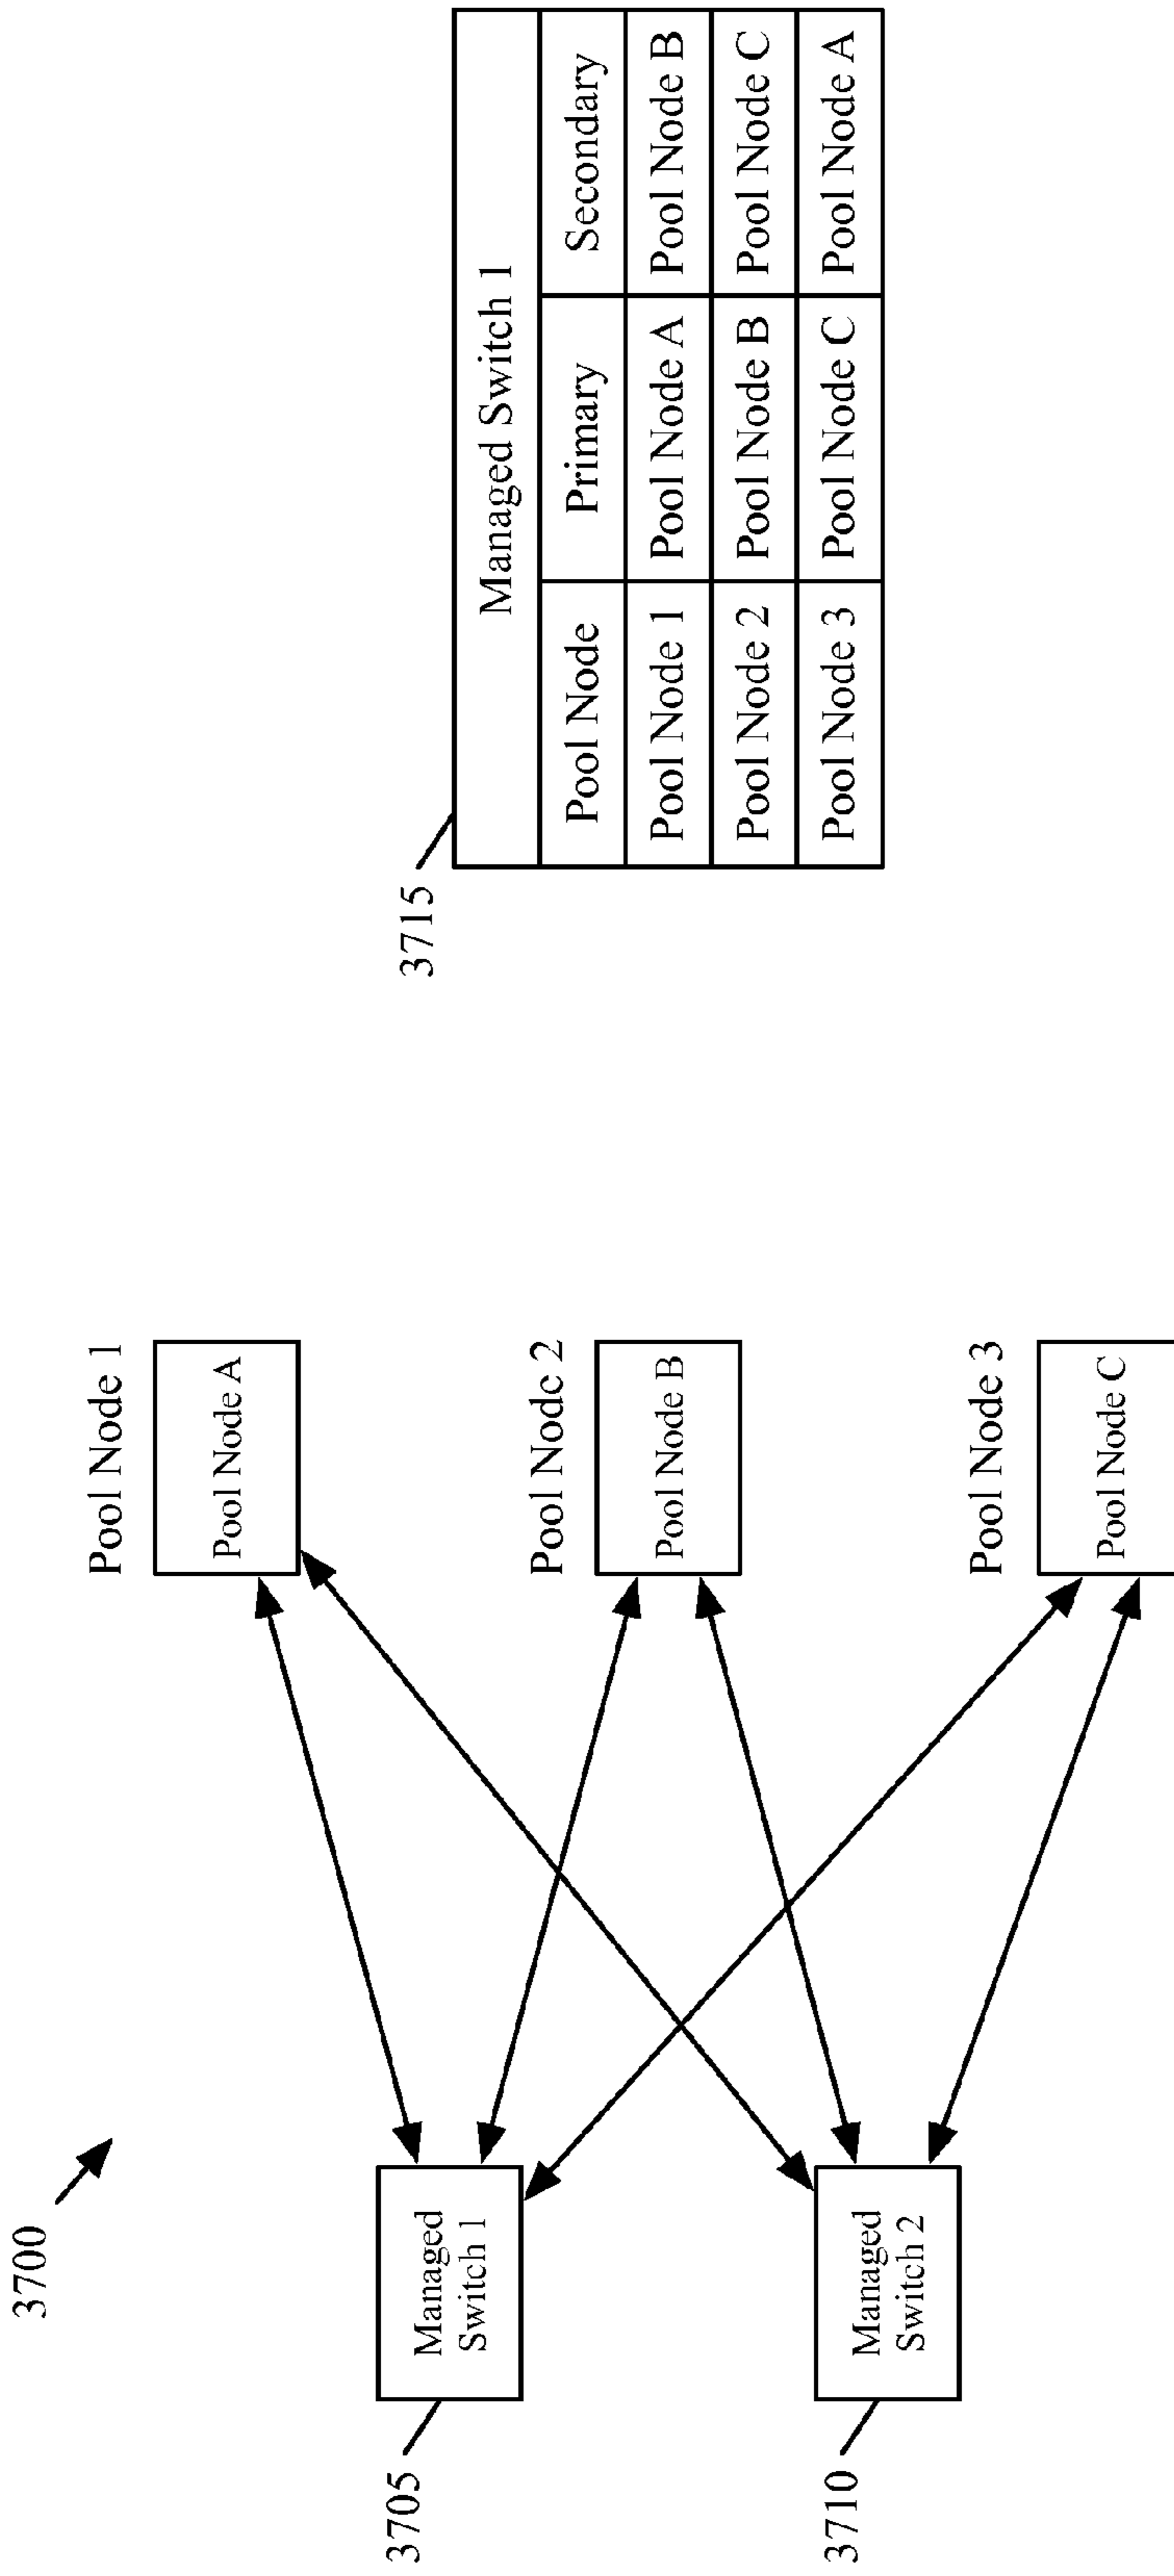 3700
3705
Managed
Switch 1
3710
Managed
Switch 2
Pool Node 1
Pool Node A
Pool Node 2
Pool Node B
Pool Node 3
Pool Node C
3715
Managed Switch 1
Pool Node Primary Secondary
Pool Node 1 Pool Node A Pool Node B
Pool Node 2 Pool Node B Pool Node C
Pool Node 3 Pool Node C Pool Node A